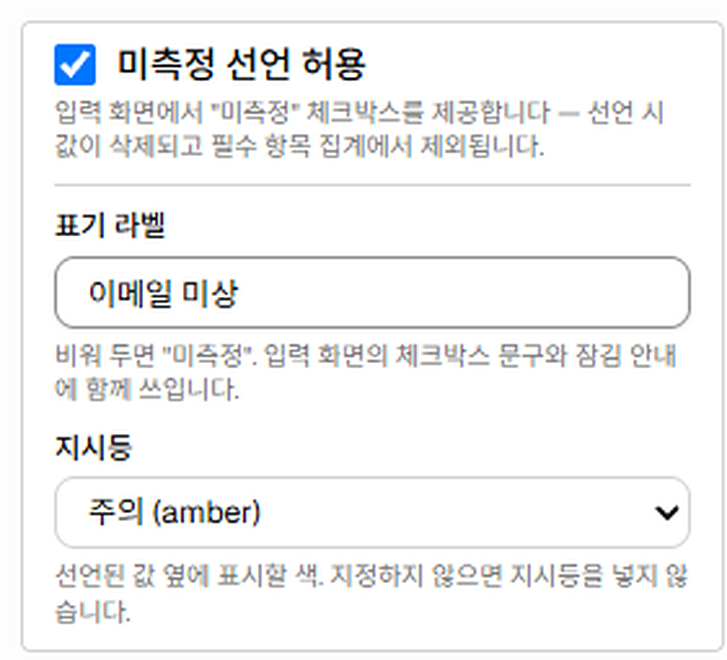 미측정 선언 허용
입력 화면에서 "미측정" 체크박스를 제공합니다 — 선언 시
값이 삭제되고 필수 항목 집계에서 제외됩니다.
표기 라벨
이메일 미상
비워 두면 "미측정". 입력 화면의 체크박스 문구와 잠김 안내
에 함께 쓰입니다.
지시등
주의 (amber)
선언된 값 옆에 표시할 색. 지정하지 않으면 지시등을 넣지 않
습니다.